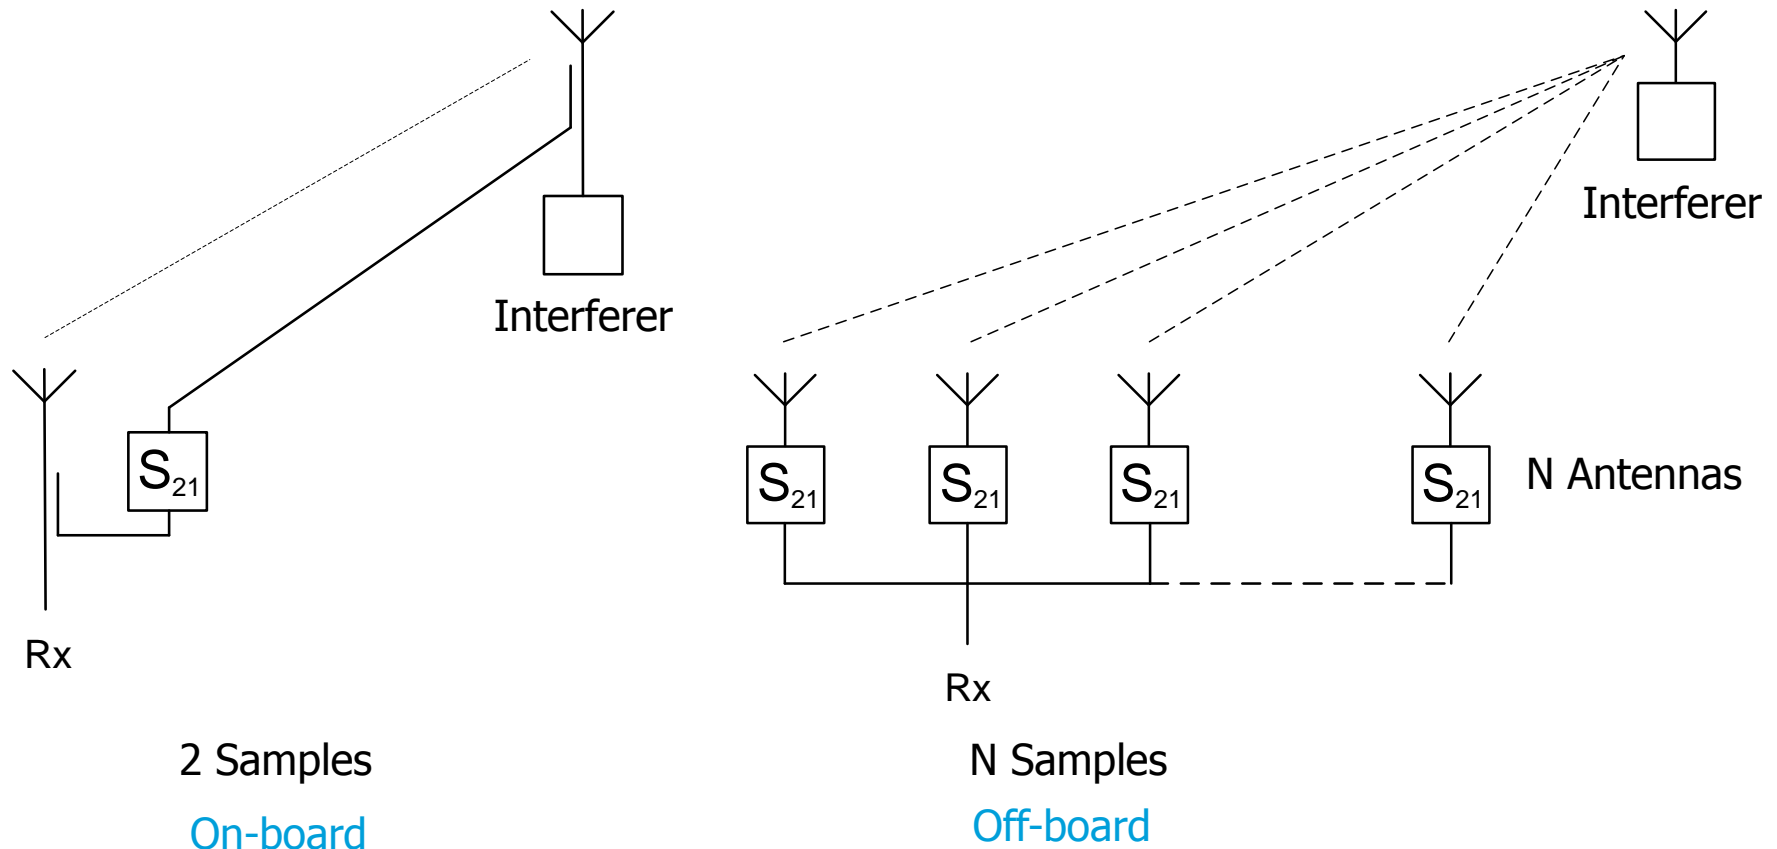 Interferer
S21
Rx
2 Samples
On-board
Interferer
S21
S21
S21
S21
N Antennas
Rx
N Samples
Off-board